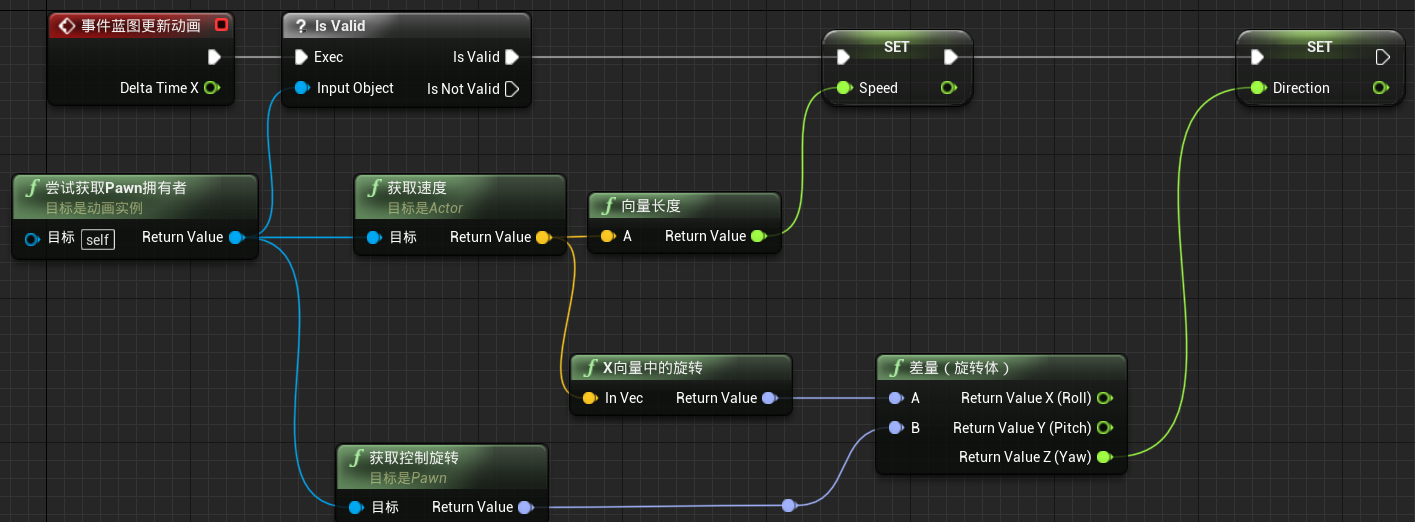 事件蓝图更新动画
Delta Time X
? Is Valid
Exec
Is Valid
Input Object
Is Not Valid
SET
Speed
SET
Direction
f 尝试获取Pawn拥有者
目标是动画实例
目标 self
Return Value
f 获取速度
目标是Actor
目标
Return Value
f 向量长度
A
Return Value
f X向量中的旋转
In Vec
Return Value
f 差量（旋转体）
A
Return Value X (Roll)
B
Return Value Y (Pitch)
Return Value Z (Yaw)
f 获取控制旋转
目标是Pawn
目标
Return Value